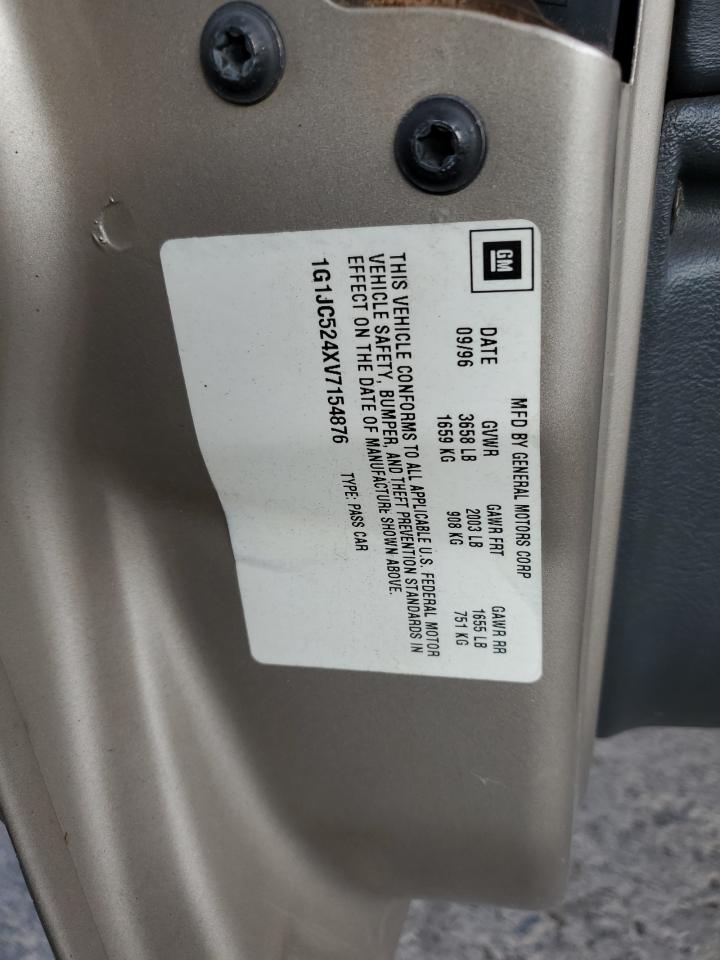 GM
MFD BY GENERAL MOTORS CORP
DATE GVWR GAWR FRT GAWR RR
09/96 3658 LB 2003 LB 1655 LB
1659 KG 908 KG 751 KG
THIS VEHICLE CONFORMS TO ALL APPLICABLE U.S. FEDERAL MOTOR
VEHICLE SAFETY, BUMPER, AND THEFT PREVENTION STANDARDS IN
EFFECT ON THE DATE OF MANUFACTURE SHOWN ABOVE.
1G1JC524XV7154876 TYPE: PASS CAR